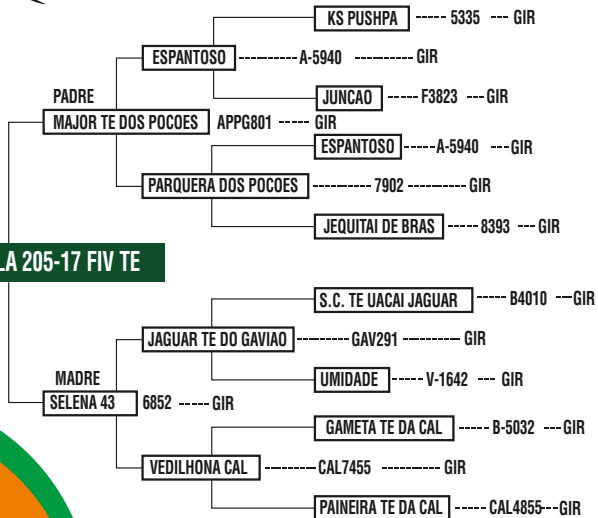 KS PUSHPA ----- 5335 --- GIR
ESPANTOSO ---------- A-5940 ------------- GIR
JUNCAO ----- F3823 --- GIR
PADRE
MAJOR TE DOS POCOES APPG801 ----- GIR
ESPANTOSO ----- A-5940 --- GIR
PARQUERA DOS POCOES ---------- 7902 ---------- GIR
JEQUITAI DE BRAS ----- 8393 --- GIR
LA 205-17 FIV TE
S.C. TE UACAI JAGUAR ----- B4010 --- GIR
JAGUAR TE DO GAVIAO -------- GAV291 ----------- GIR
UMIDADE ----- V-1642 --- GIR
MADRE
SELENA 43 6852 ----- GIR
GAMETA TE DA CAL ----- B-5032 --- GIR
VEDILHONA CAL -------- CAL7455 --------- GIR
PAINEIRA TE DA CAL ----- CAL4855 --- GIR